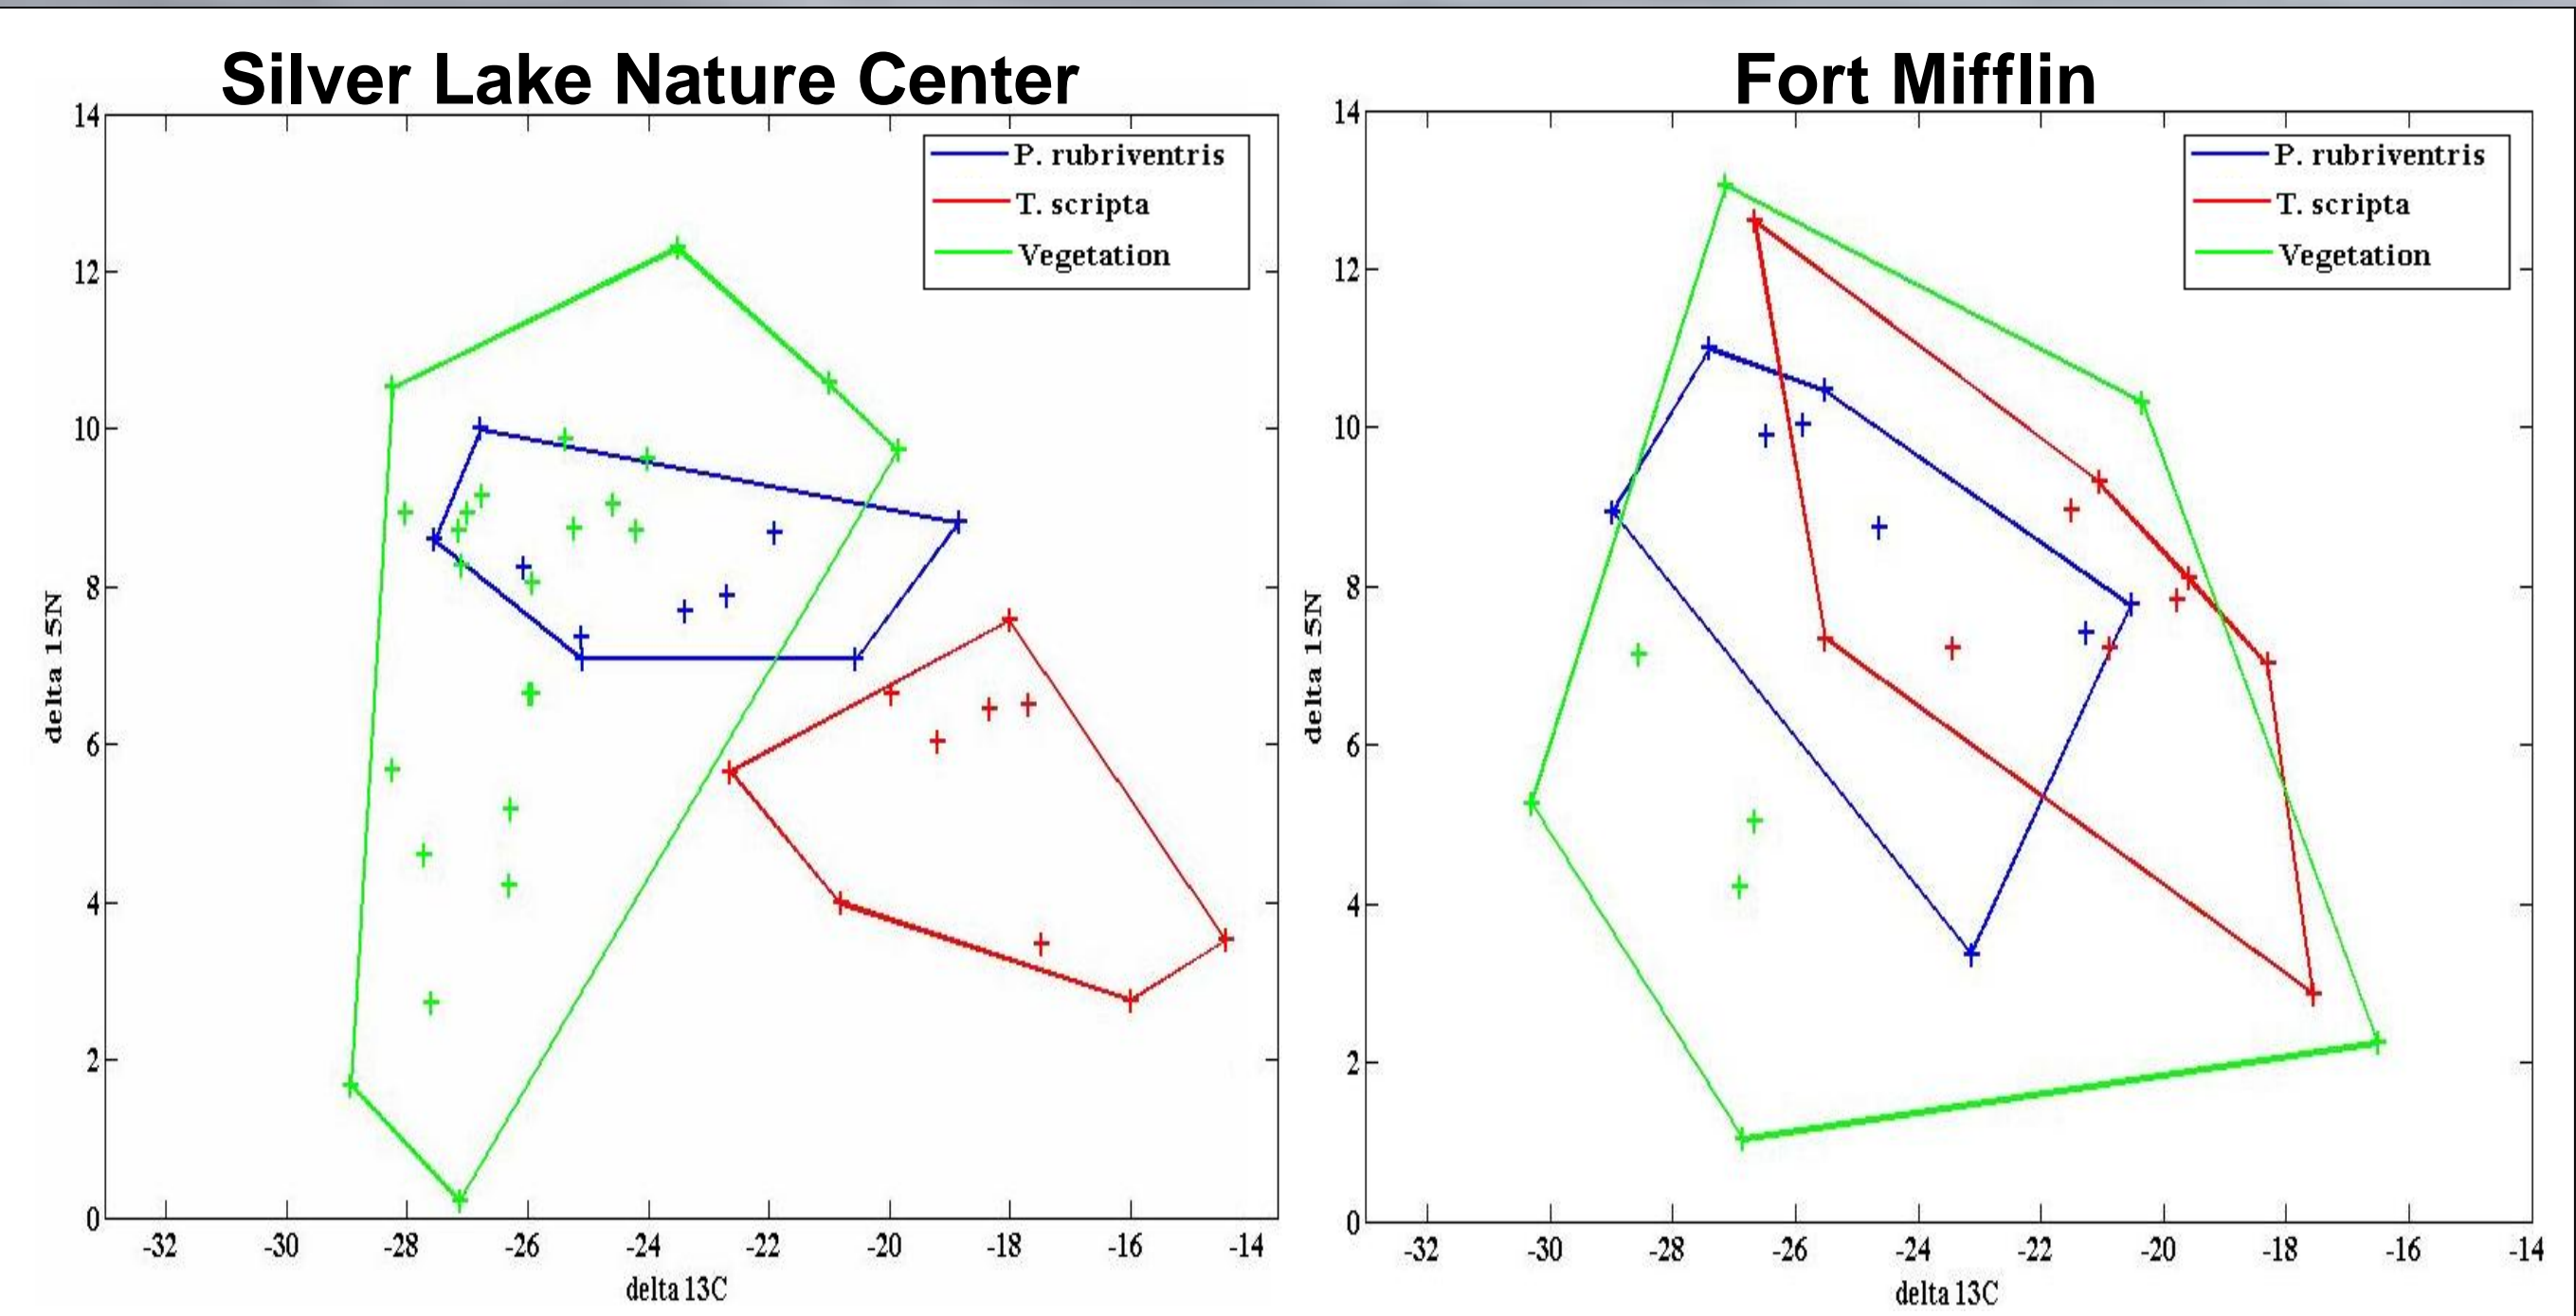 Silver Lake Nature Center
14
12
10
8
6
4
2
0
-32 -30 -28 -26 -24 -22 -20 -18 -16 -14
delta 13C
delta 15N
P. rubriventris
T. scripta
Vegetation
Fort Mifflin
14
12
10
8
6
4
2
0
-32 -30 -28 -26 -24 -22 -20 -18 -16 -14
delta 13C
delta 15N
P. rubriventris
T. scripta
Vegetation